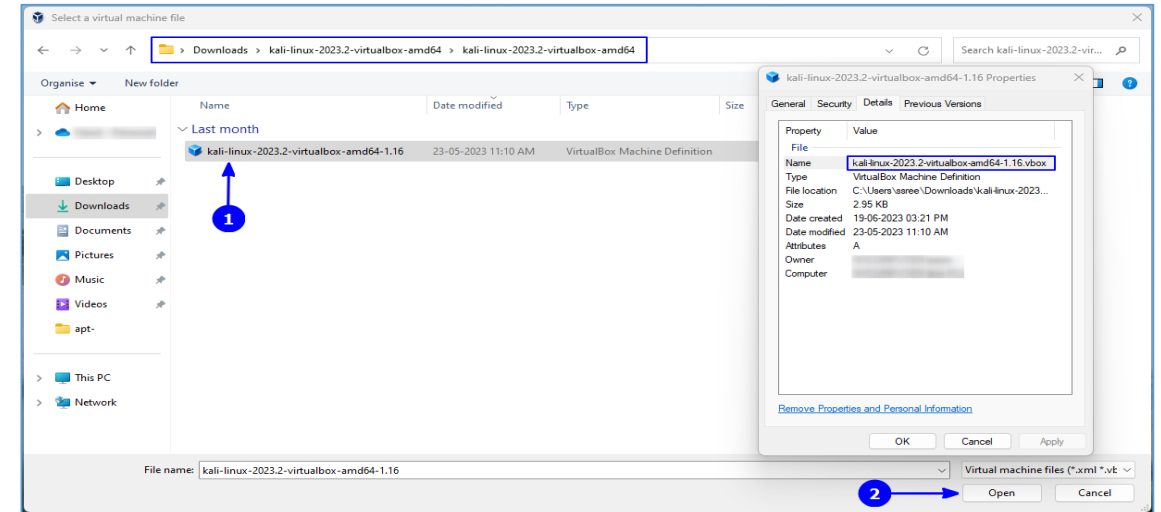 Select a virtual machine file
Downloads > kali-linux-2023.2-virtualbox-amd64 > kali-linux-2023.2-virtualbox-amd64
Search kali-linux-2023.2-vir...
Organise New folder
Home
Desktop
Downloads
Documents
Pictures
Music
Videos
apt-
This PC
Network
Name Date modified Type Size
Last month
kali-linux-2023.2-virtualbox-amd64-1.16 23-05-2023 11:10 AM VirtualBox Machine Definition
1
kali-linux-2023.2-virtualbox-amd64-1.16 Properties
General Security Details Previous Versions
Property Value
File
Name kali-linux-2023.2-virtualbox-amd64-1.16.vbox
Type VirtualBox Machine Definition
File location C:\Users\ssree\Downloads\kali-linux-2023...
Size 2.95 KB
Date created 19-06-2023 03:21 PM
Date modified 23-05-2023 11:10 AM
Attributes A
Owner
Computer
Remove Properties and Personal Information
OK Cancel Apply
File name: kali-linux-2023.2-virtualbox-amd64-1.16
Virtual machine files (*.xml *.vb
2
Open Cancel